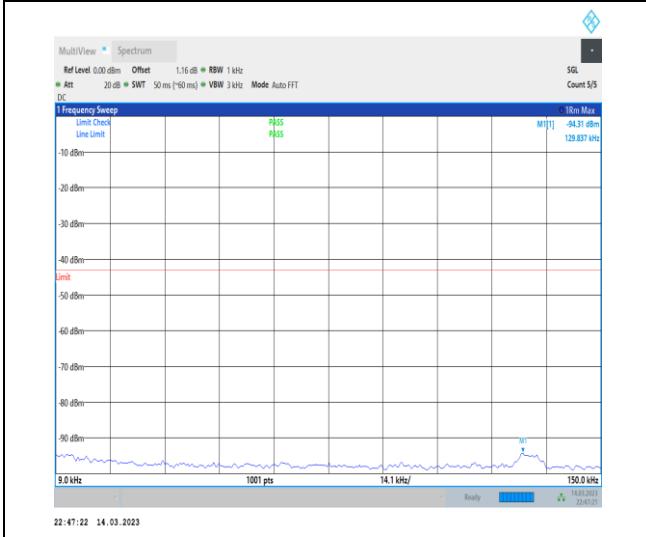 MultiView Spectrum
Ref Level 0.00 dBm Offset 1.16 dB RBW 1 kHz SGL
Att 20 dB SWT 50 ms (~60 ms) VBW 3 kHz Mode Auto FFT Count 5/5
DC
1 Frequency Sweep 1Rm Max
Limit Check PASS M1[1] -94.31 dBm
Line Limit PASS 129.837 kHz
-10 dBm
-20 dBm
-30 dBm
-40 dBm
Limit
-50 dBm
-60 dBm
-70 dBm
-80 dBm
-90 dBm
M1
9.0 kHz 1001 pts 14.1 kHz/ 150.0 kHz
Ready 14.03.2023
22:47:21
22:47:22 14.03.2023